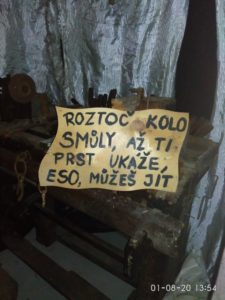 ROZTOČ KOLO
SMŮLY, AŽ TI
PRST UKÁŽE,
ESO, MŮŽEŠ JÍT
01-08-20 13:54